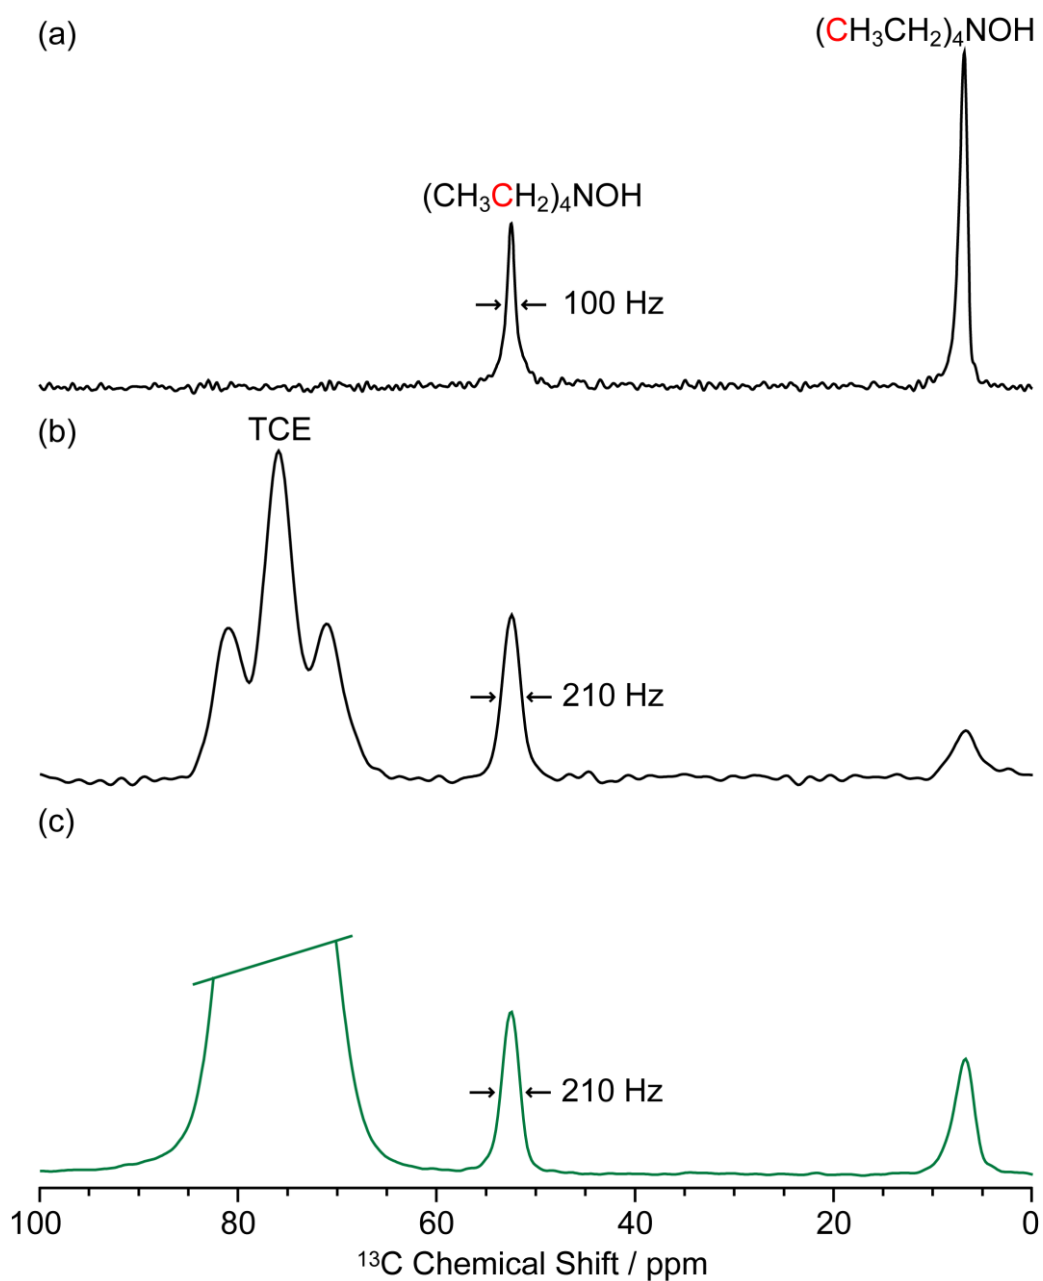 (a)
(CH₃CH₂)₄NOH
(CH₃CH₂)₄NOH
→← 100 Hz
(b)
TCE
→← 210 Hz
(c)
→← 210 Hz
100 80 60 40 20 0
¹³C Chemical Shift / ppm